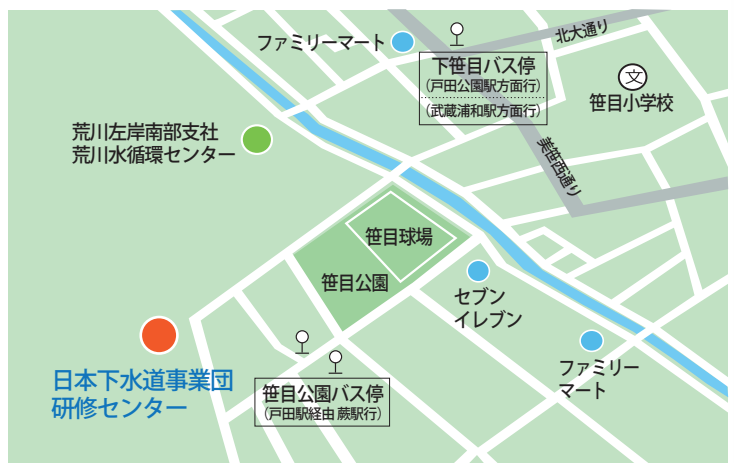 北大通り
ファミリーマート
下笹目バス停
(戸田公園駅方面行)
(武蔵浦和駅方面行)
文
笹目小学校
荒川左岸南部支社
荒川水循環センター
美笹西通り
笹目球場
笹目公園
セブン
イレブン
ファミリー
マート
日本下水道事業団
研修センター
笹目公園バス停
(戸田駅経由 蕨駅行)